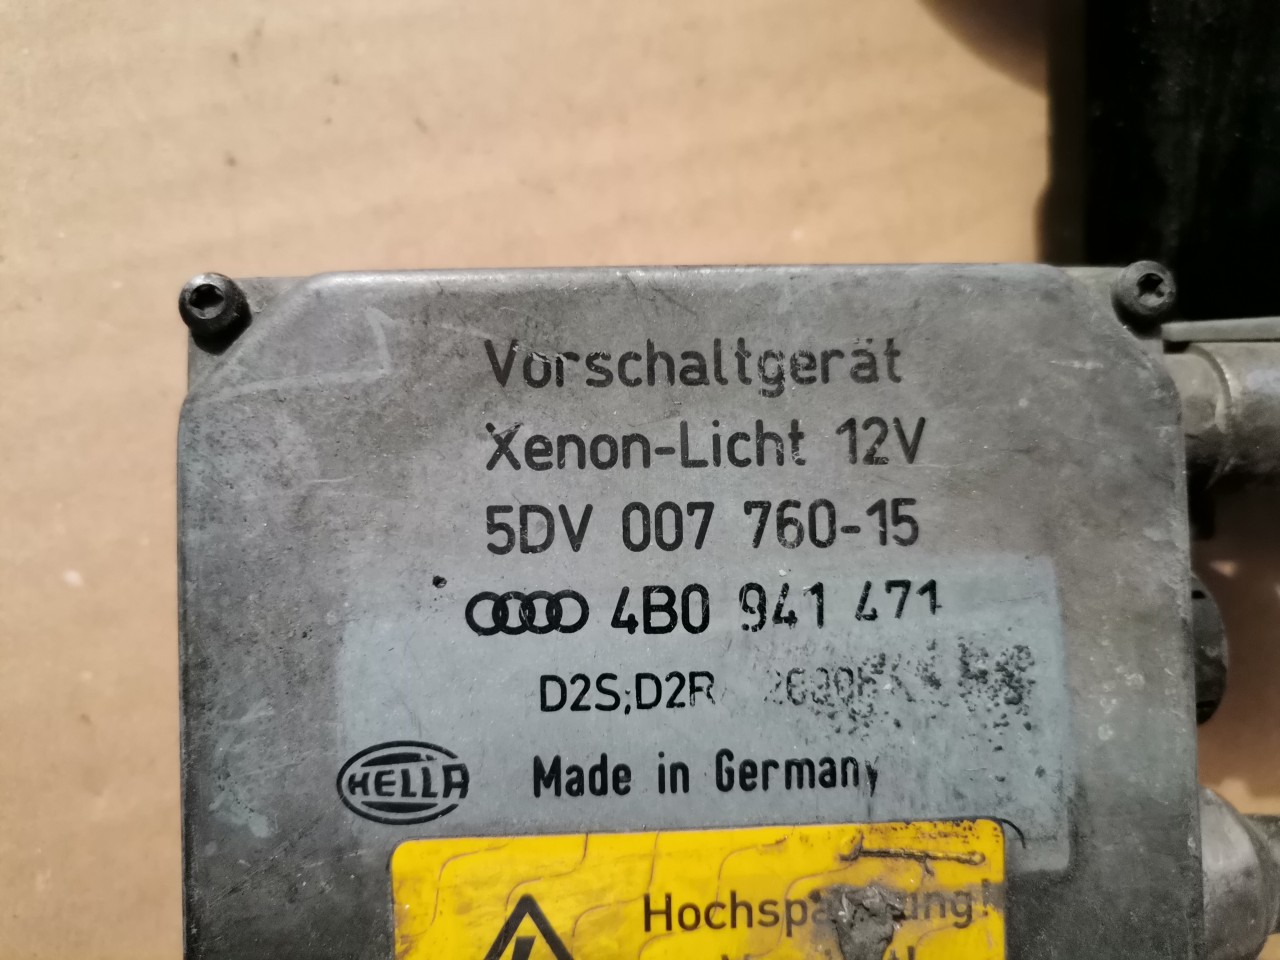 Vorschaltgerät
Xenon-Licht 12V
5DV 007 760-15
4B0 941 471
D2S;D2R
HELLA Made in Germany